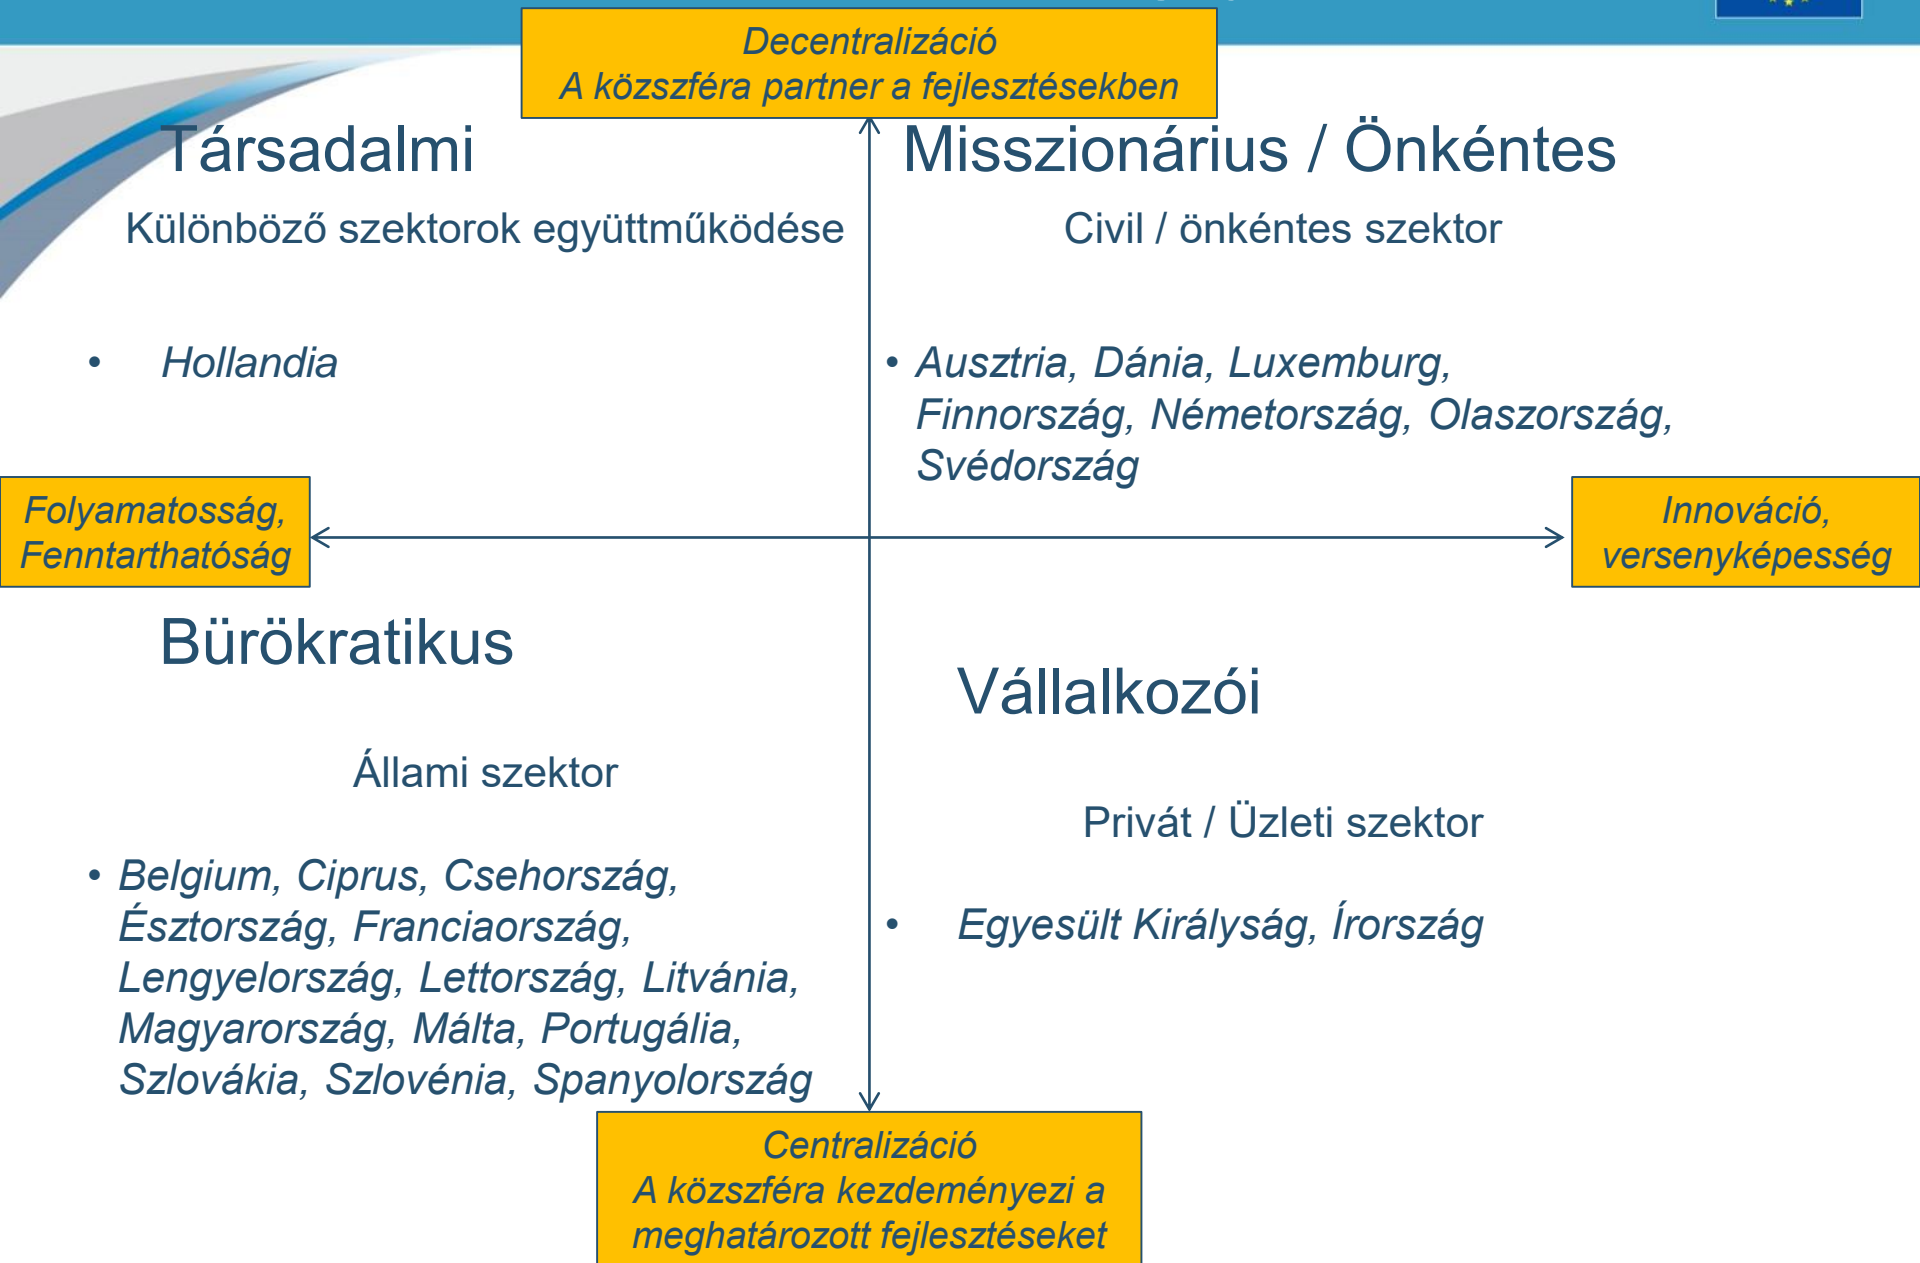 Decentralizáció
A közszféra partner a fejlesztésekben
Társadalmi
Különböző szektorok együttműködése
• Hollandia
Misszionárius / Önkéntes
Civil / önkéntes szektor
• Ausztria, Dánia, Luxemburg,
Finnország, Németország, Olaszország,
Svédország
Folyamatosság,
Fenntarthatóság
Innováció,
versenyképesség
Bürökratikus
Állami szektor
• Belgium, Ciprus, Csehország,
Észtország, Franciaország,
Lengyelország, Lettország, Litvánia,
Magyarország, Málta, Portugália,
Szlovákia, Szlovénia, Spanyolország
Vállalkozói
Privát / Üzleti szektor
• Egyesült Királyság, Írország
Centralizáció
A közszféra kezdeményezi a
meghatározott fejlesztéseket